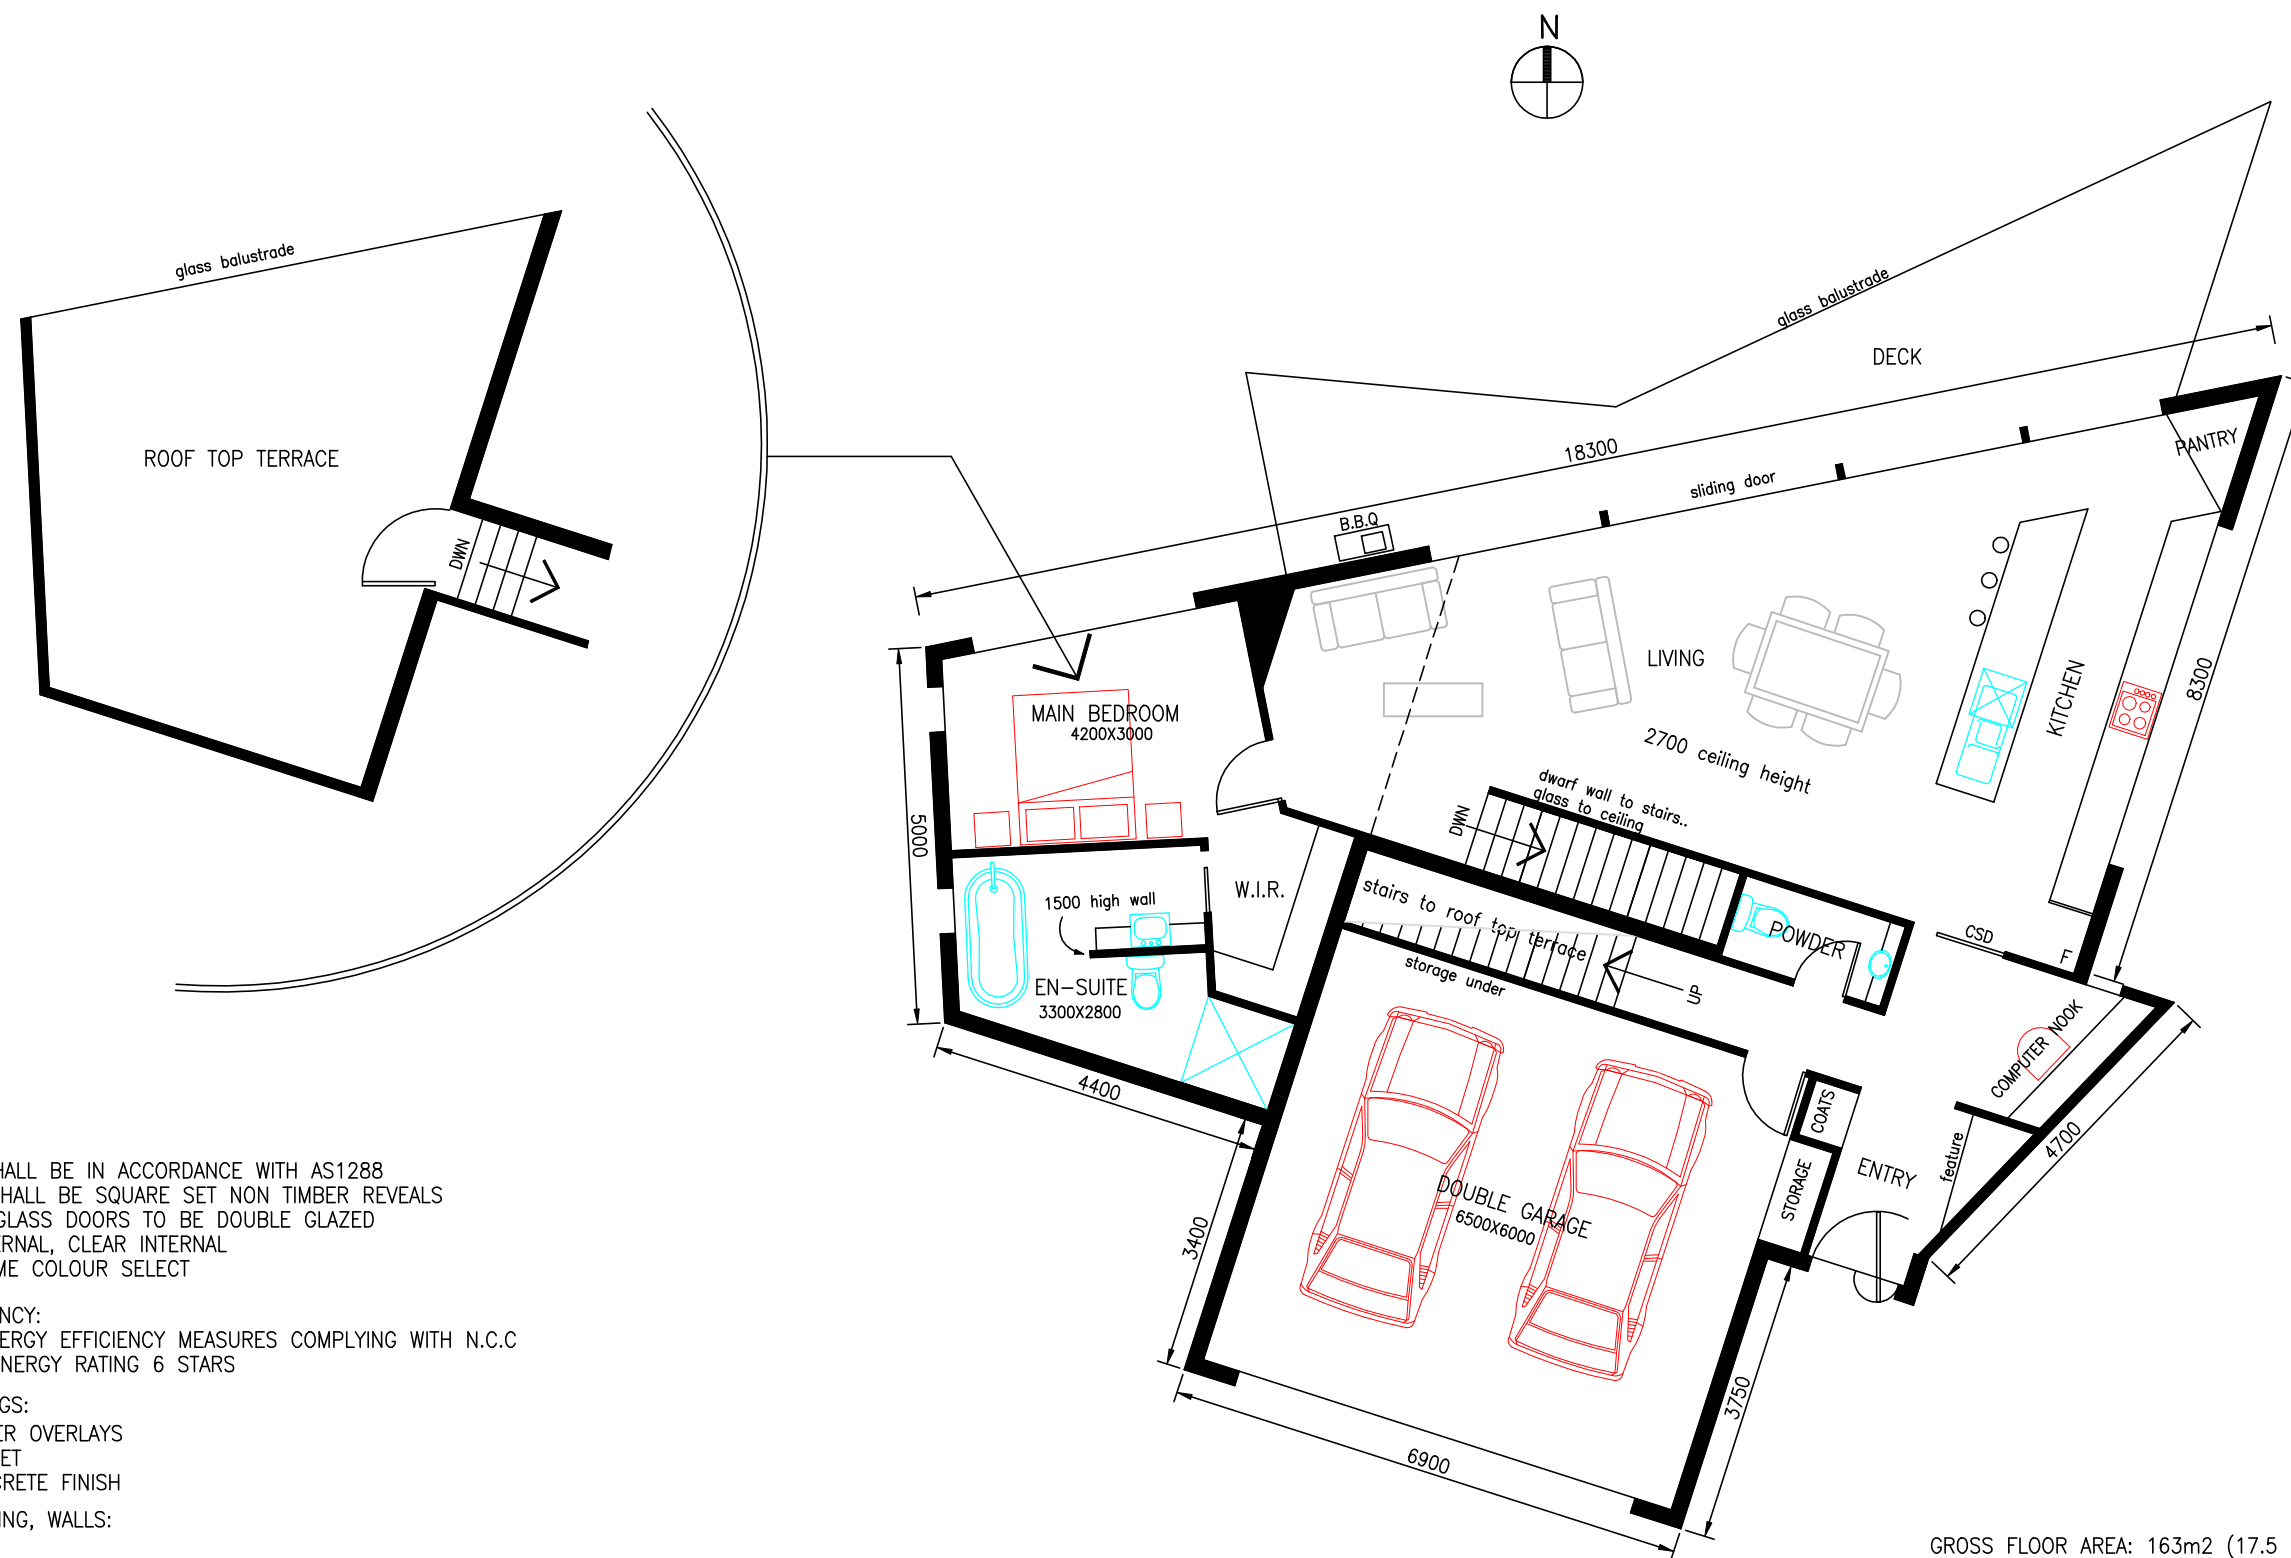 N
glass balustrade
ROOF TOP TERRACE
DWN
glass balustrade
DECK
18300
sliding door
B.B.Q
PANTRY
LIVING
2700 ceiling height
KITCHEN
8300
MAIN BEDROOM
4200X3000
5000
dwarf wall to stairs..
glass to ceiling
DWN
W.I.R.
1500 high wall
stairs to roof top terrace
storage under
UP
POWDER
CSD
F
EN-SUITE
3300X2800
4400
COMPUTER NOOK
4700
COATS
STORAGE
ENTRY
feature
DOUBLE GARAGE
6500X6000
3400
3750
6900
HALL BE IN ACCORDANCE WITH AS1288
HALL BE SQUARE SET NON TIMBER REVEALS
GLASS DOORS TO BE DOUBLE GLAZED
ERNAL, CLEAR INTERNAL
ME COLOUR SELECT
NCY:
ERGY EFFICIENCY MEASURES COMPLYING WITH N.C.C
NERGY RATING 6 STARS
GS:
ER OVERLAYS
ET
CRETE FINISH
NG, WALLS:
GROSS FLOOR AREA: 163m2 (17.5